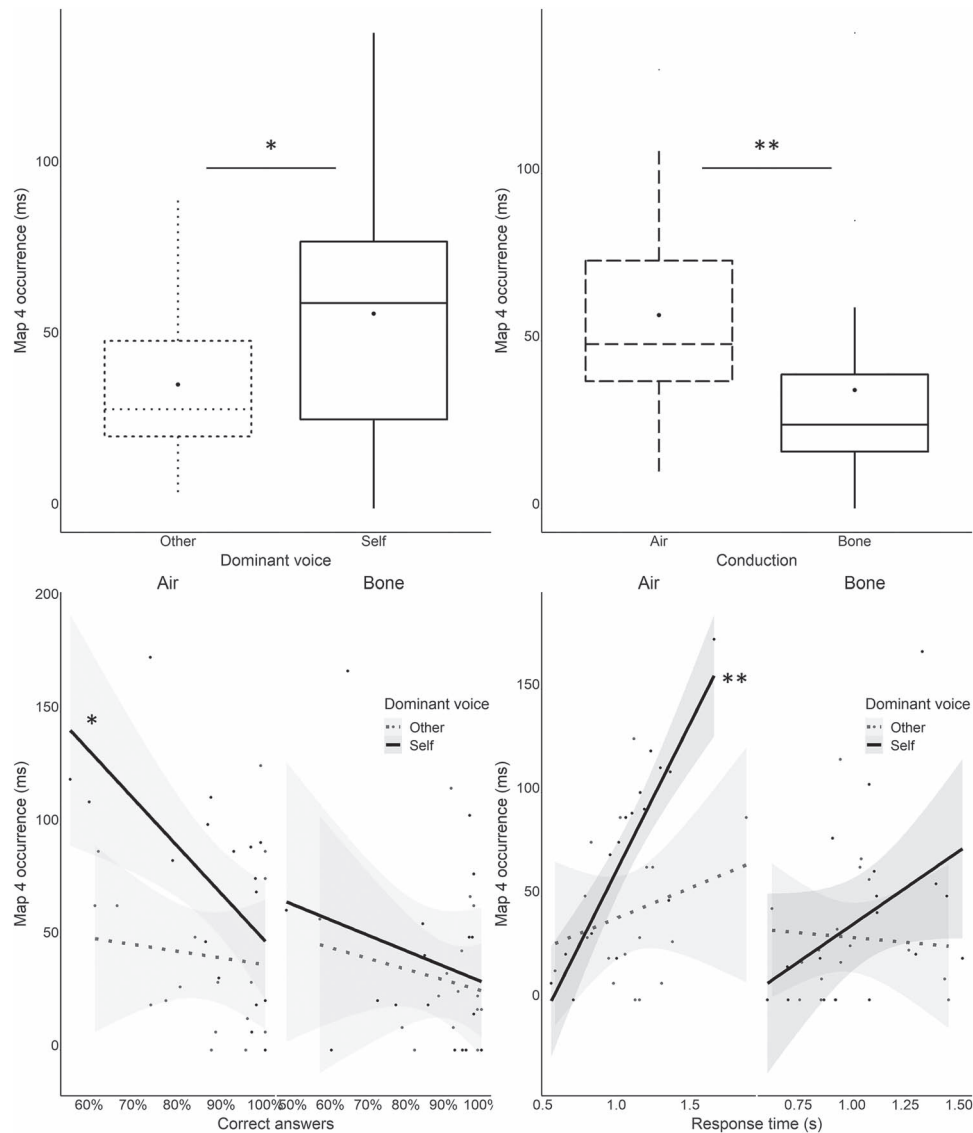 *
**
100
50
0
Map 4 occurrence (ms)
Other
Self
Dominant voice
100
50
0
Map 4 occurrence (ms)
Air
Bone
Conduction
Air
Bone
200
150
100
50
0
Map 4 occurrence (ms)
*
Dominant voice
Other
Self
60% 70% 80% 90% 100% 50% 60% 70% 80% 90% 100%
Correct answers
Air
Bone
150
100
50
0
Map 4 occurrence (ms)
**
Dominant voice
Other
Self
0.5 1.0 1.5 0.75 1.00 1.25 1.50
Response time (s)